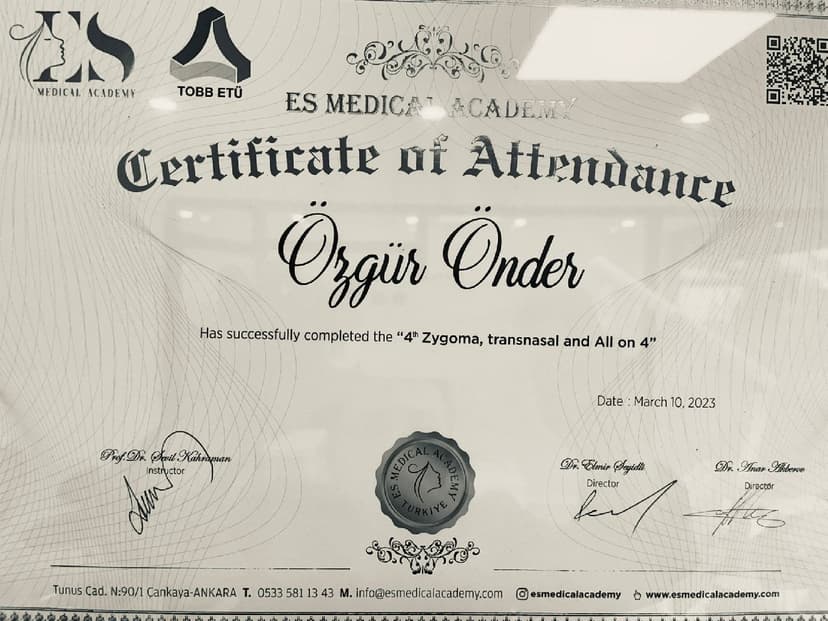 ES
MEDICAL ACADEMY
TOBB ETÜ
ES MEDICAL ACADEMY
Certificate of Attendance
Özgür Önder
Has successfully completed the “4th Zygoma, transnasal and All on 4”
Date : March 10, 2023
Prof. Dr. Sevil Kahraman
Instructor
Dr. Elmir Seyidli
Director
Dr. Anar Abberov
Director
ES MEDICAL ACADEMY
TURKIYE
Tunus Cad. N:90/1 Çankaya-ANKARA T. 0533 581 13 43 M. info@esmedicalacademy.com esmedicalacademy www.esmedicalacademy.com